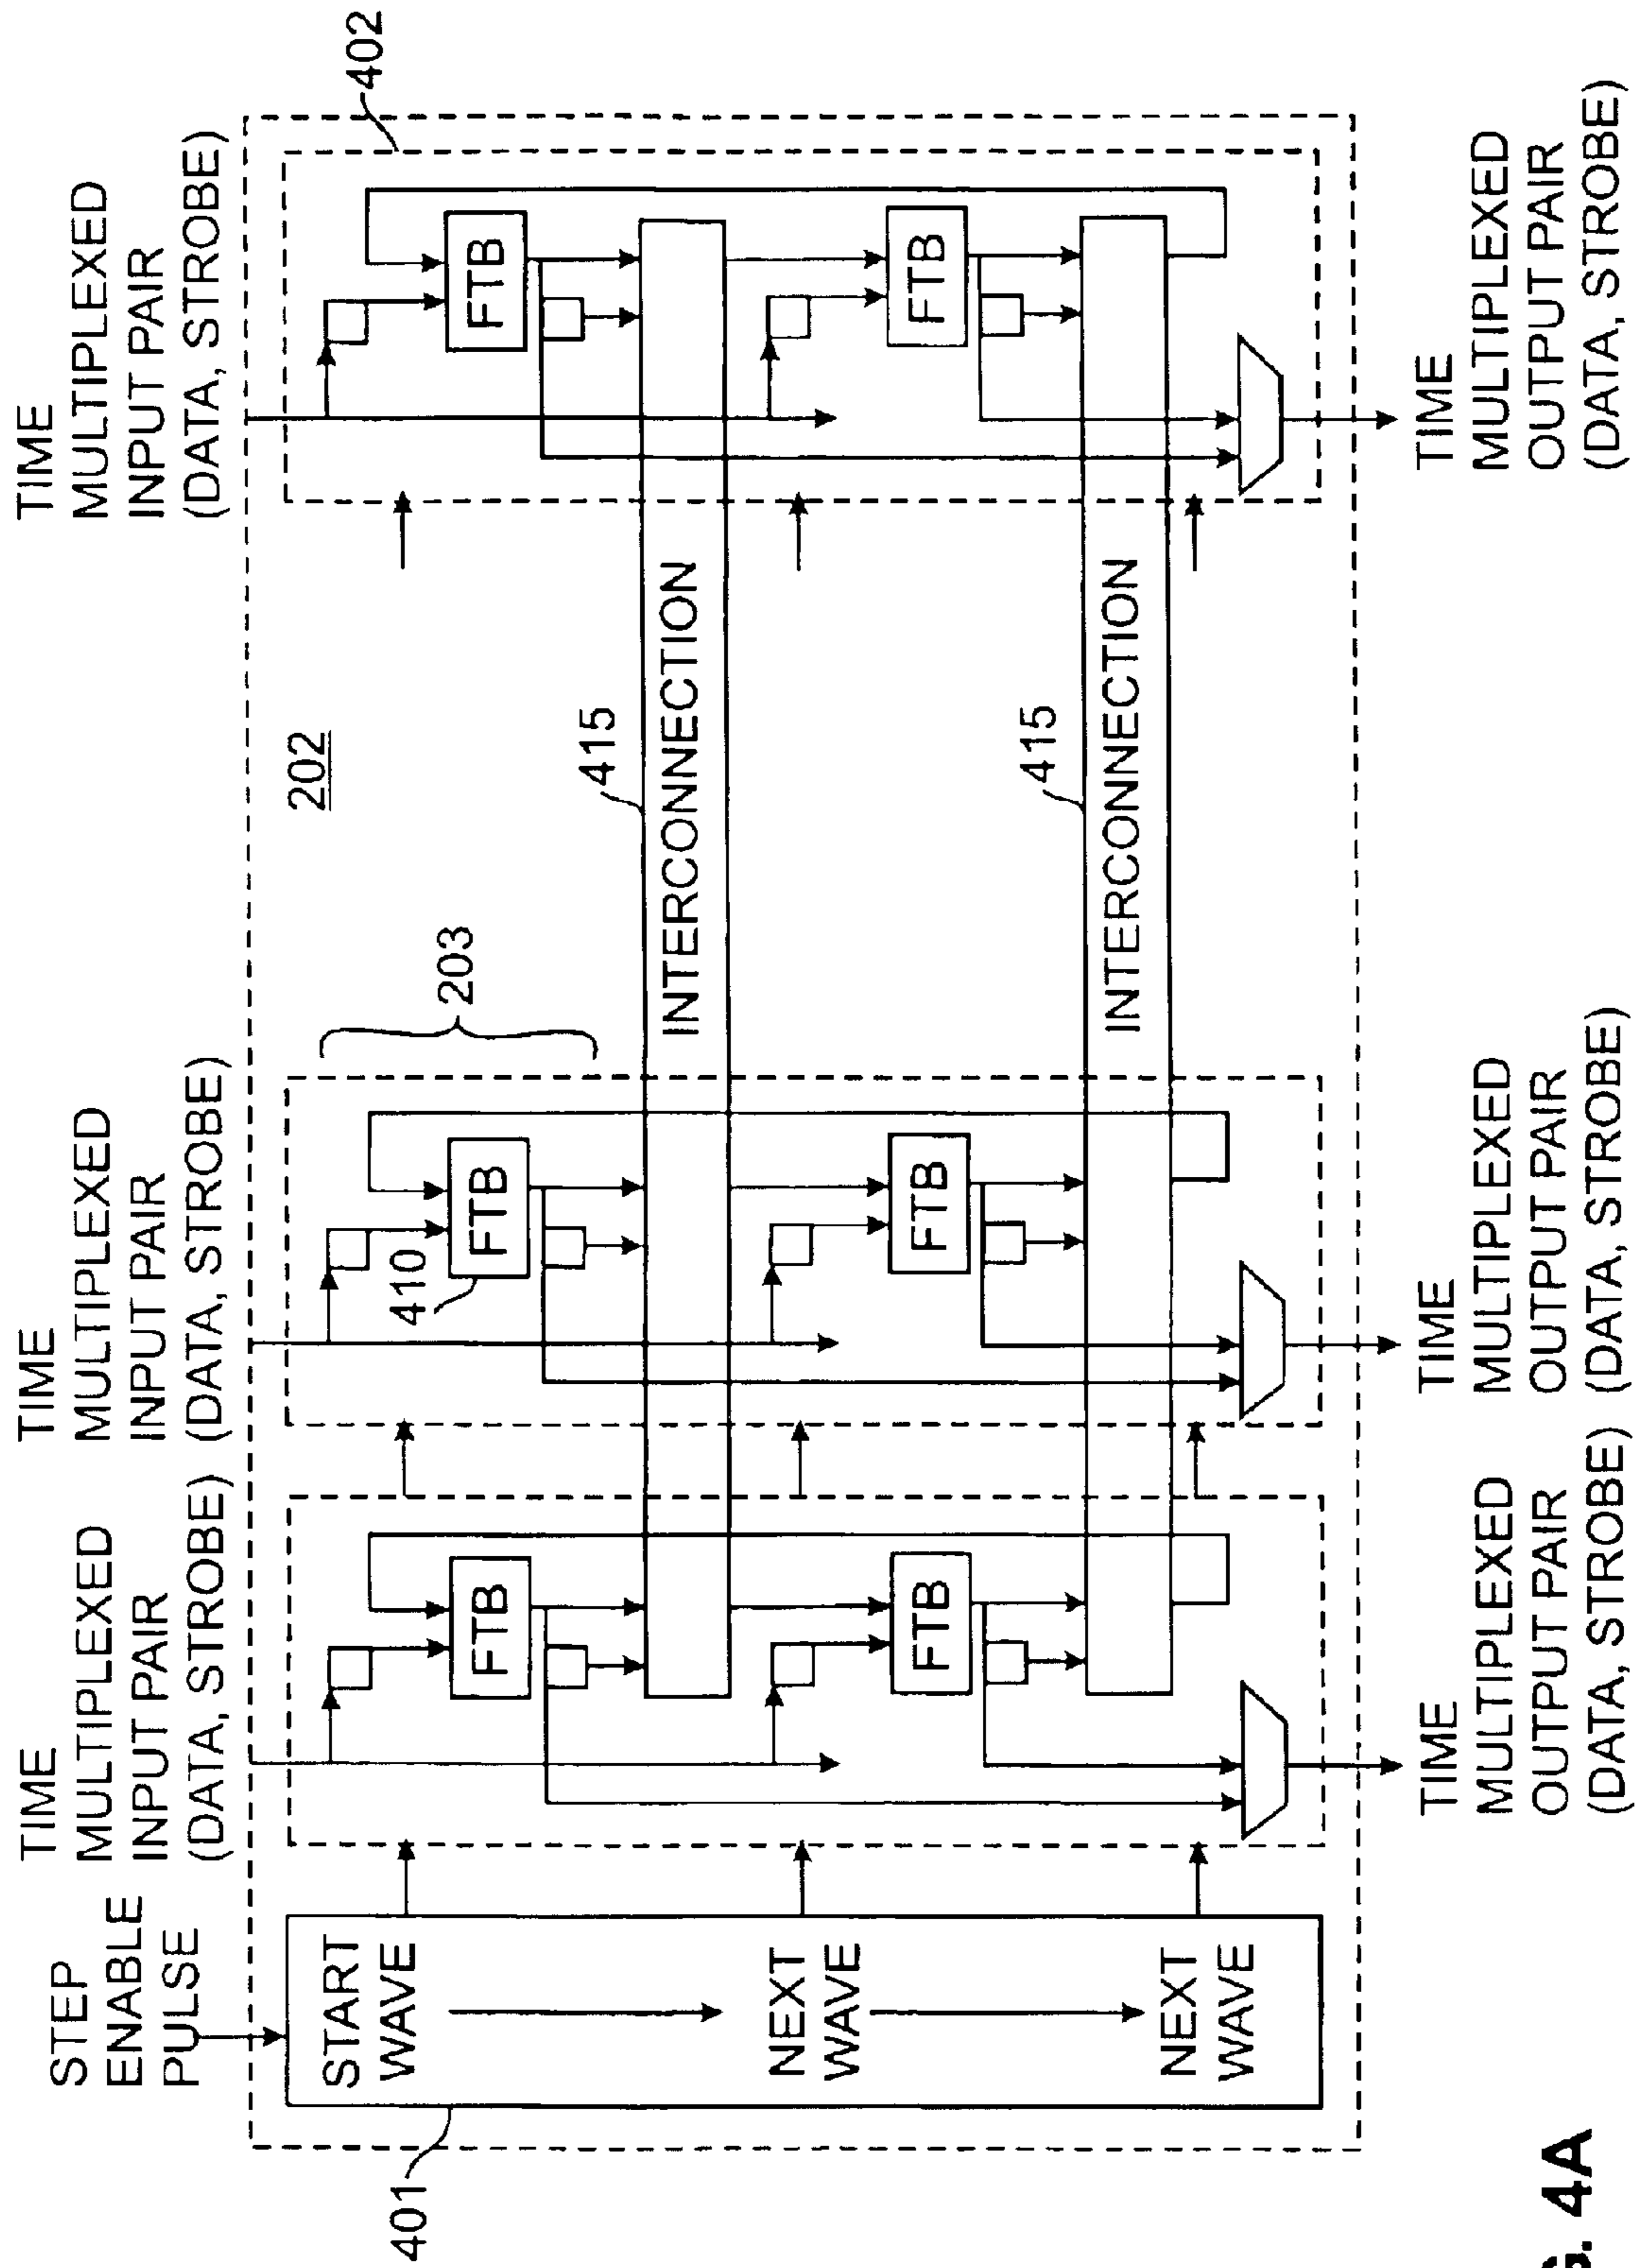 STEP
ENABLE
PULSE
TIME
MULTIPLEXED
INPUT PAIR
(DATA, STROBE)
TIME
MULTIPLEXED
INPUT PAIR
(DATA, STROBE)
TIME
MULTIPLEXED
INPUT PAIR
(DATA, STROBE)
402
202
203
401
START
WAVE
NEXT
WAVE
NEXT
WAVE
FTB
FTB
410
FTB
415
INTERCONNECTION
FTB
FTB
FTB
415
INTERCONNECTION
TIME
MULTIPLEXED
OUTPUT PAIR
(DATA, STROBE)
TIME
MULTIPLEXED
OUTPUT PAIR
(DATA, STROBE)
TIME
MULTIPLEXED
OUTPUT PAIR
(DATA, STROBE)
G. 4A